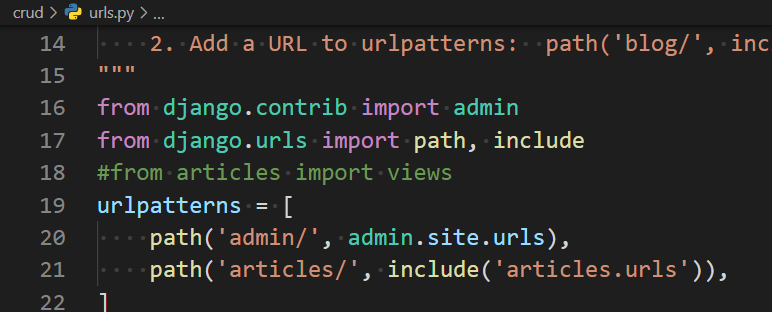 crud > urls.py > ...
14 2. Add a URL to urlpatterns: path('blog/', inc
15 """
16 from django.contrib import admin
17 from django.urls import path, include
18 #from articles import views
19 urlpatterns = [
20 path('admin/', admin.site.urls),
21 path('articles/', include('articles.urls')),
22 ]